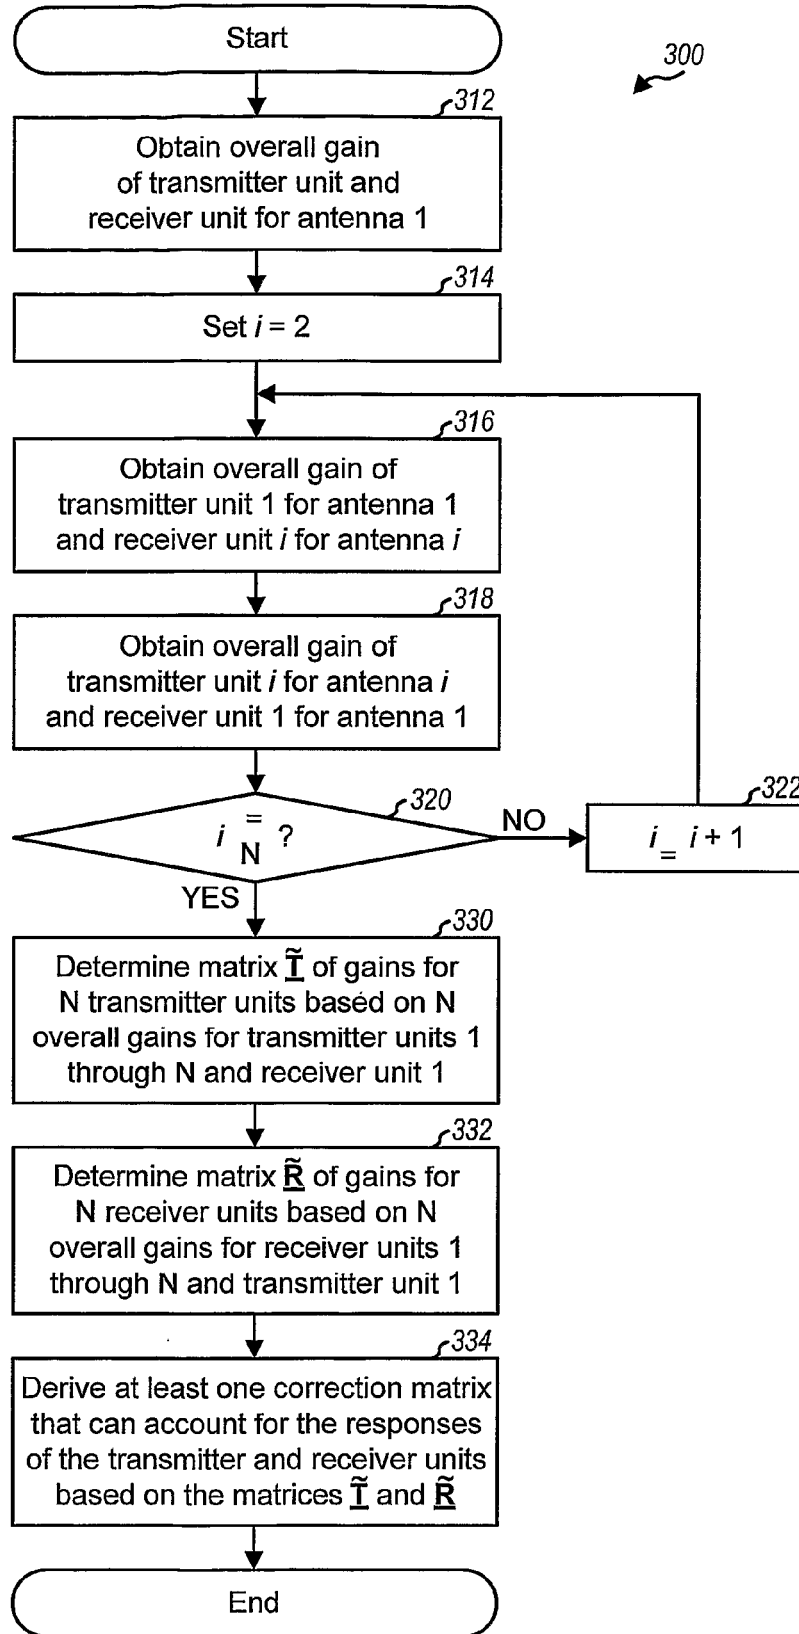 Start
300
312
Obtain overall gain
of transmitter unit and
receiver unit for antenna 1
314
Set i = 2
316
Obtain overall gain of
transmitter unit 1 for antenna 1
and receiver unit i for antenna i
318
Obtain overall gain of
transmitter unit i for antenna i
and receiver unit 1 for antenna 1
320
i = N ?
NO
322
i = i + 1
YES
330
Determine matrix T̲̃ of gains for
N transmitter units based on N
overall gains for transmitter units 1
through N and receiver unit 1
332
Determine matrix R̲̃ of gains for
N receiver units based on N
overall gains for receiver units 1
through N and transmitter unit 1
334
Derive at least one correction matrix
that can account for the responses
of the transmitter and receiver units
based on the matrices T̲̃ and R̲̃
End